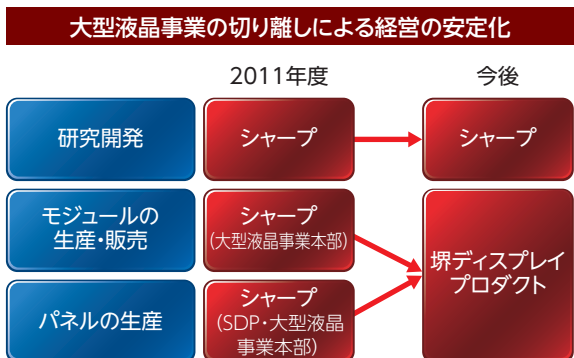 大型液晶事業の切り離しによる経営の安定化
2011年度
今後
研究開発
シャープ
シャープ
モジュールの
生産・販売
シャープ
(大型液晶事業本部)
堺ディスプレイ
プロダクト
パネルの生産
シャープ
(SDP・大型液晶
事業本部)